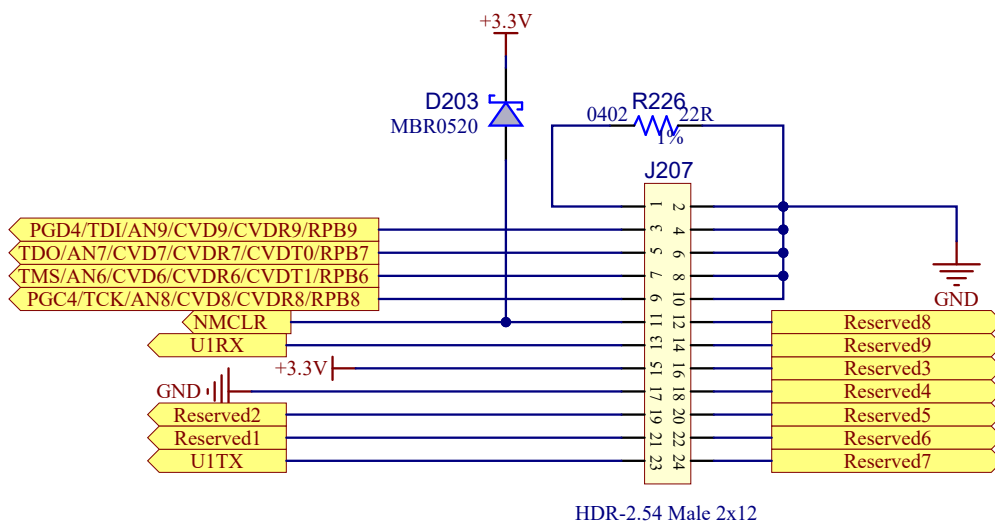 +3.3V
D203
MBR0520
R226
0402 22R
1%
J207
1 2
PGD4/TDI/AN9/CVD9/CVDR9/RPB9 3 4
TDO/AN7/CVD7/CVDR7/CVDT0/RPB7 5 6
TMS/AN6/CVD6/CVDR6/CVDT1/RPB6 7 8
PGC4/TCK/AN8/CVD8/CVDR8/RPB8 9 10
GND
NMCLR 11 12 Reserved8
U1RX 13 14 Reserved9
+3.3V 15 16 Reserved3
GND 17 18 Reserved4
Reserved2 19 20 Reserved5
Reserved1 21 22 Reserved6
U1TX 23 24 Reserved7
HDR-2.54 Male 2x12